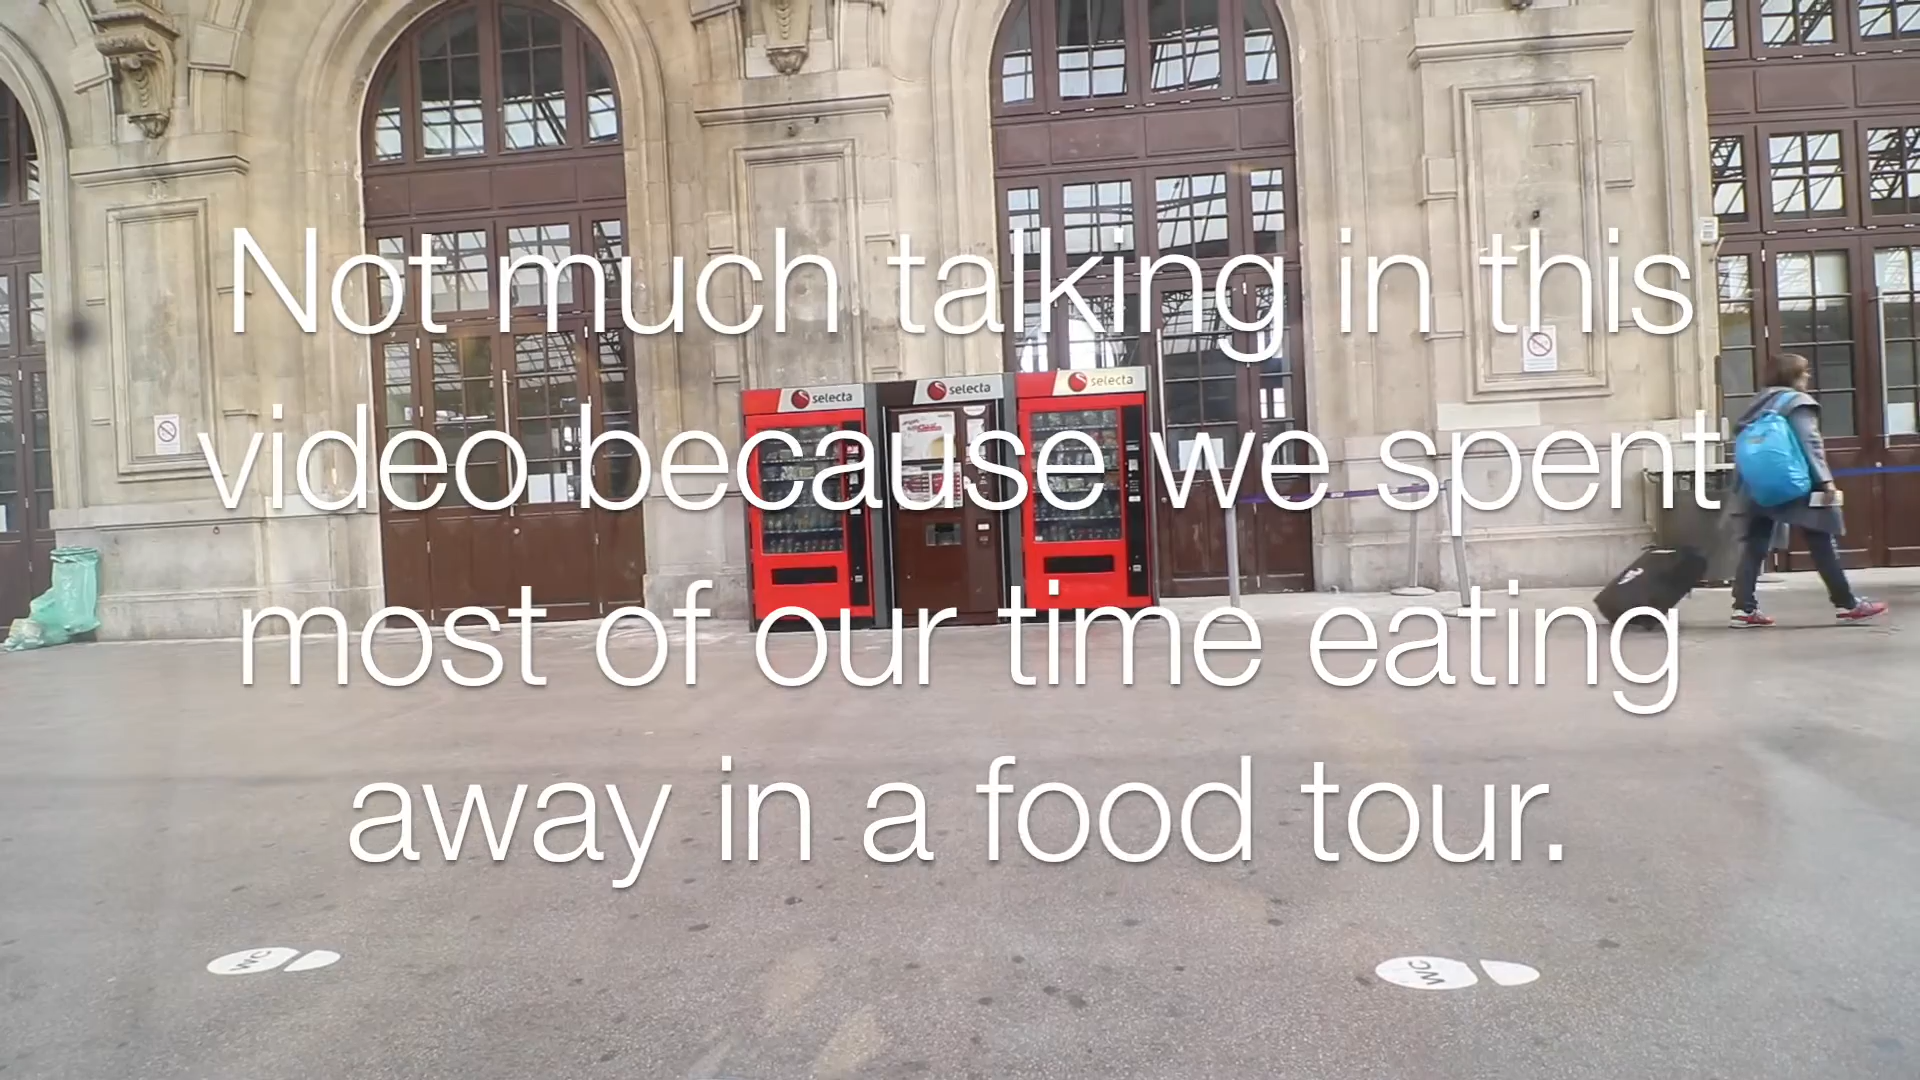 Not much talking in this
video because we spent
most of our time eating
away in a food tour.
selecta
selecta
selecta
WC
WC